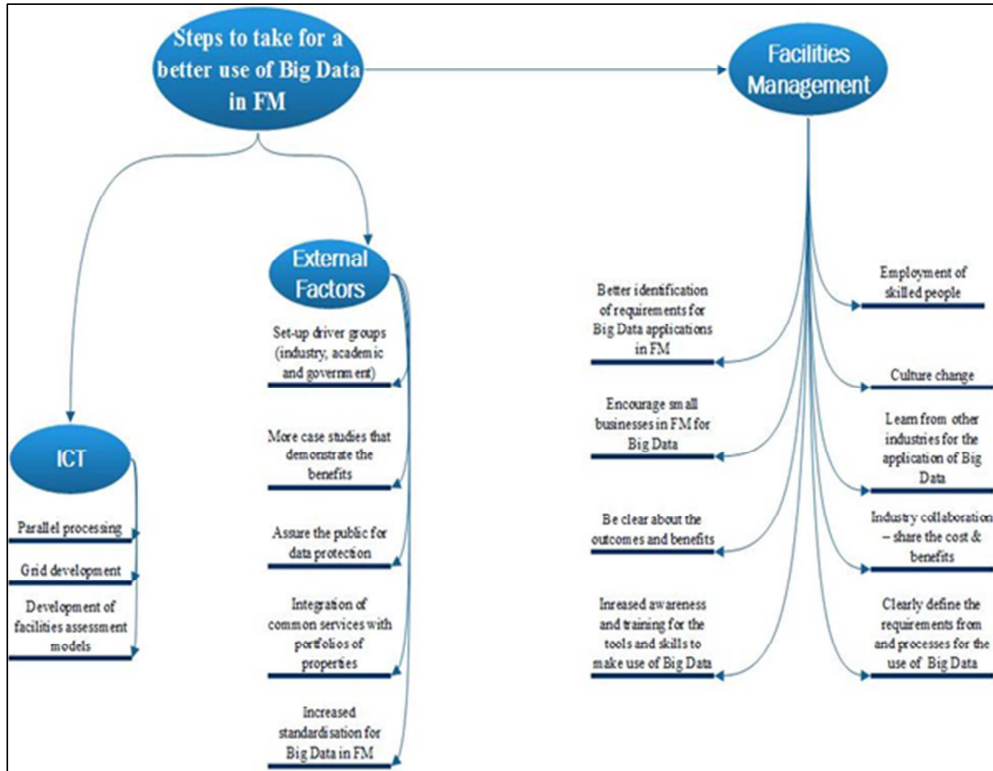 Steps to take for a
better use of Big Data
in FM
Facilities
Management
External
Factors
Set-up driver groups
(industry, academic
and government)
More case studies that
demonstrate the
benefits
Assure the public for
data protection
Integration of
common services with
portfolios of
properties
Increased
standardisation for
Big Data in FM
ICT
Parallel processing
Grid development
Development of
facilities assessment
models
Better identification
of requirements for
Big Data applications
in FM
Encourage small
businesses in FM for
Big Data
Be clear about the
outcomes and benefits
Inreased awareness
and training for the
tools and skills to
make use of Big Data
Employment of
skilled people
Culture change
Learn from other
industries for the
application of Big
Data
Industry collaboration
– share the cost &
benefits
Clearly define the
requirements from
and processes for the
use of Big Data